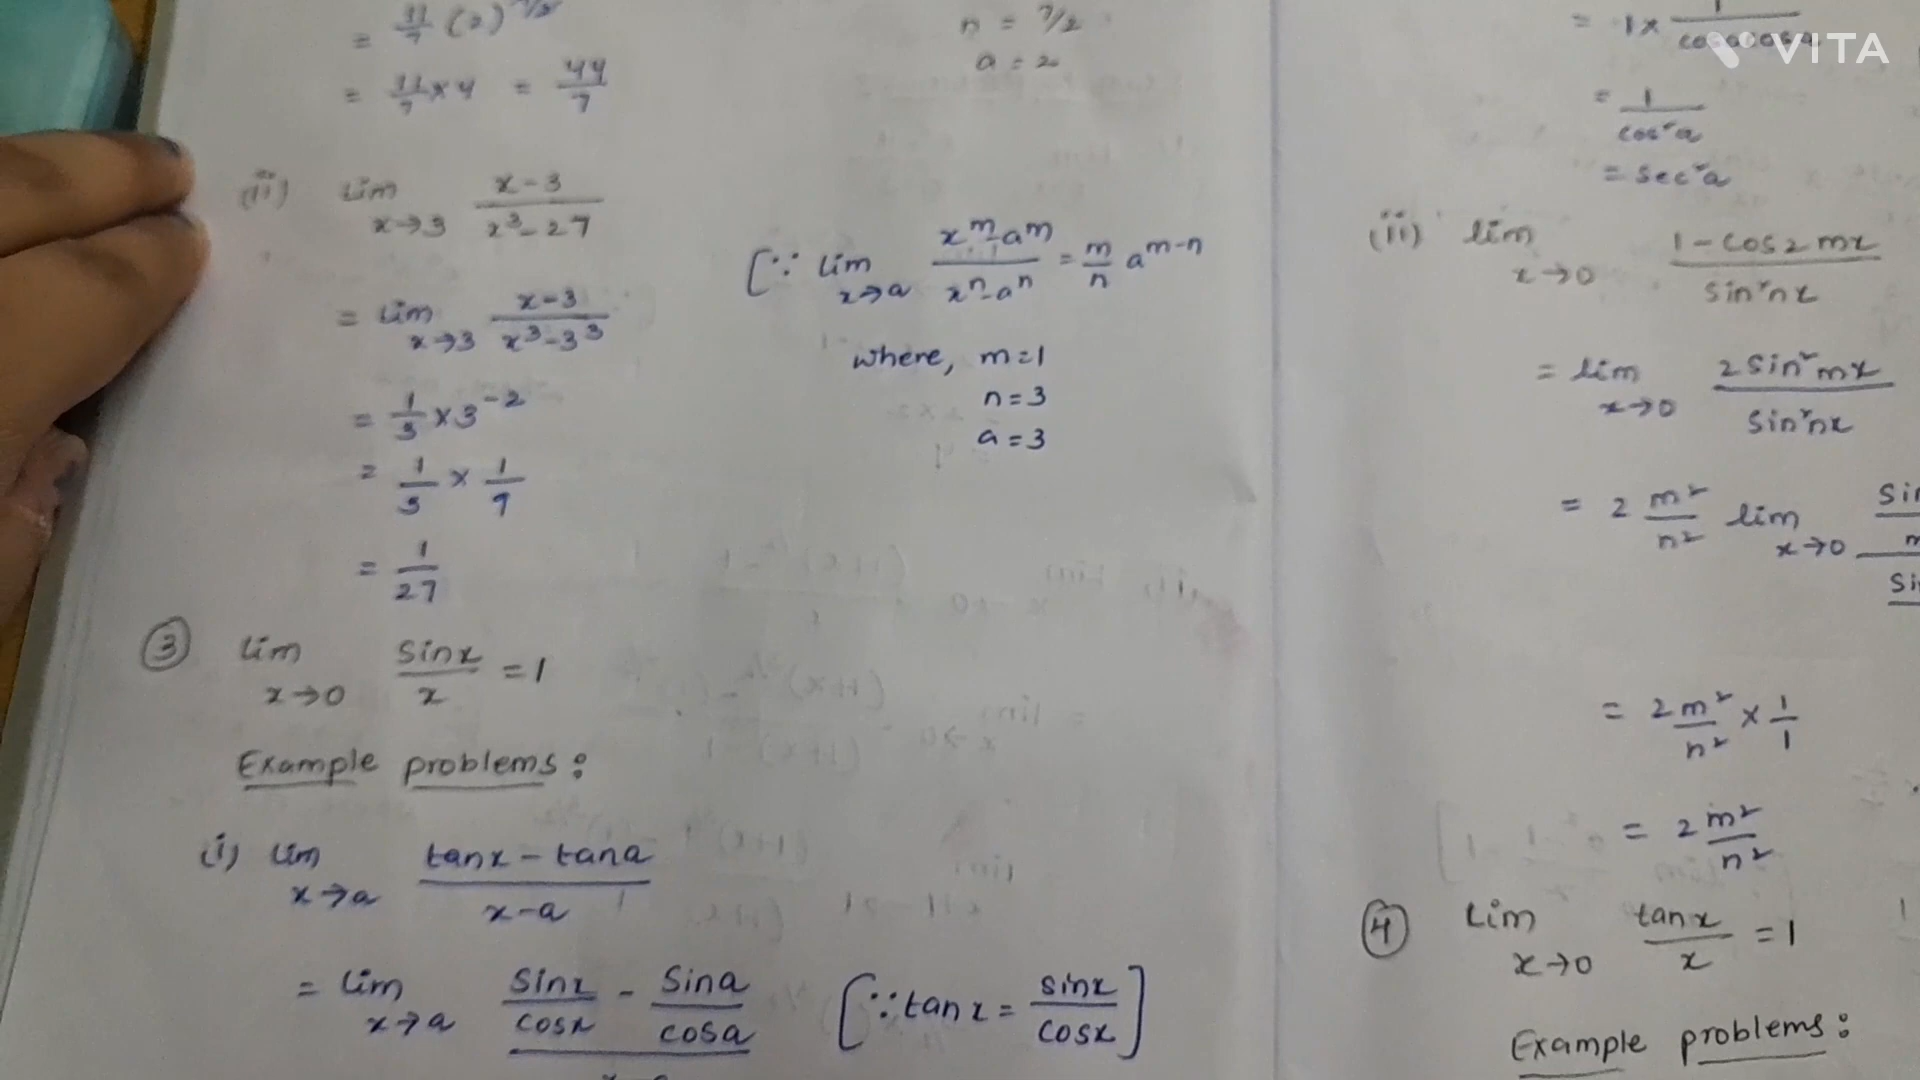 = 11/7 (2)^7/2
n = 7/2
a = 2
= 11/7 × 4 = 44/7
(ii) lim x→3 (x-3)/(x³-27)
= lim x→3 (x-3)/(x³-3³)
[∵ lim x→a (x^m-a^m)/(x^n-a^n) = m/n a^m-n
where, m=1
n=3
a=3
= 1/3 × 3^-2
= 1/3 × 1/9
= 1/27
③ lim x→0 sinx/x = 1
Example problems:
(i) lim x→a (tanx - tana)/(x-a)
= lim x→a (sinx/cosx - sina/cosa) [∵ tanx = sinx/cosx]
VITA
= 1/cos²a
= sec²a
(ii) lim x→0 (1-cos2mx)/(sin²nx)
= lim x→0 (2sin²mx)/(sin²nx)
= 2 m²/n² lim x→0
= 2m²/n² × 1/1
= 2 m²/n²
④ lim x→0 tanx/x = 1
Example problems: